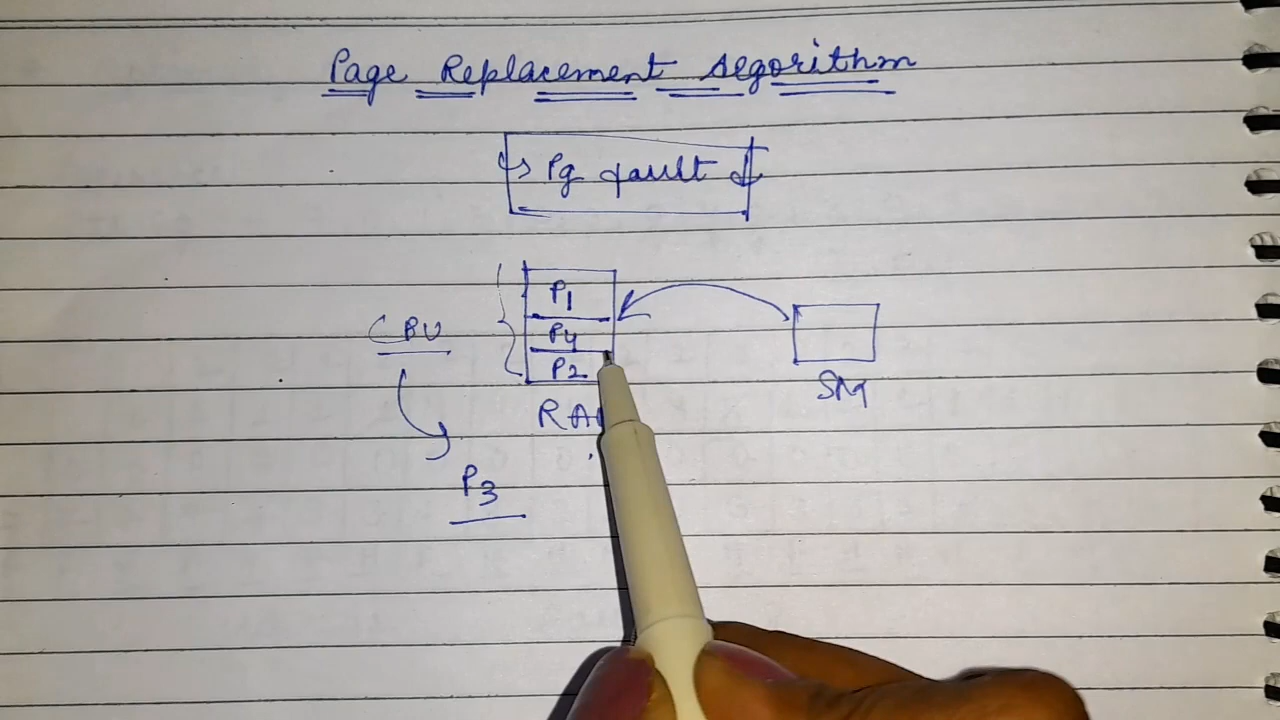 Page Replacement Algorithm
↳ Pg fault ↓
P1
CPU P4
P2
SM
P3